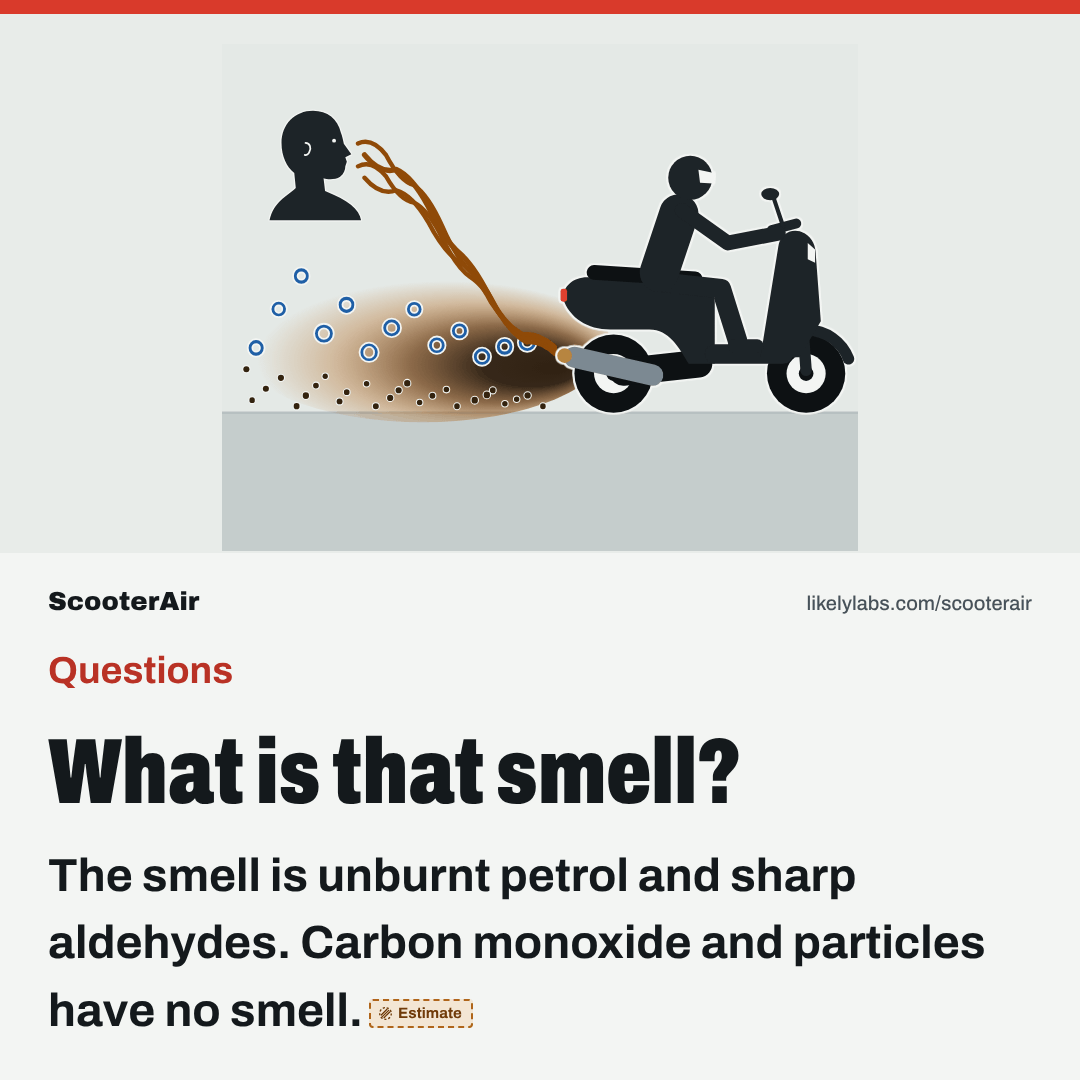 ScooterAir
likelylabs.com/scooterair
Questions
What is that smell?
The smell is unburnt petrol and sharp
aldehydes. Carbon monoxide and particles
have no smell. Estimate